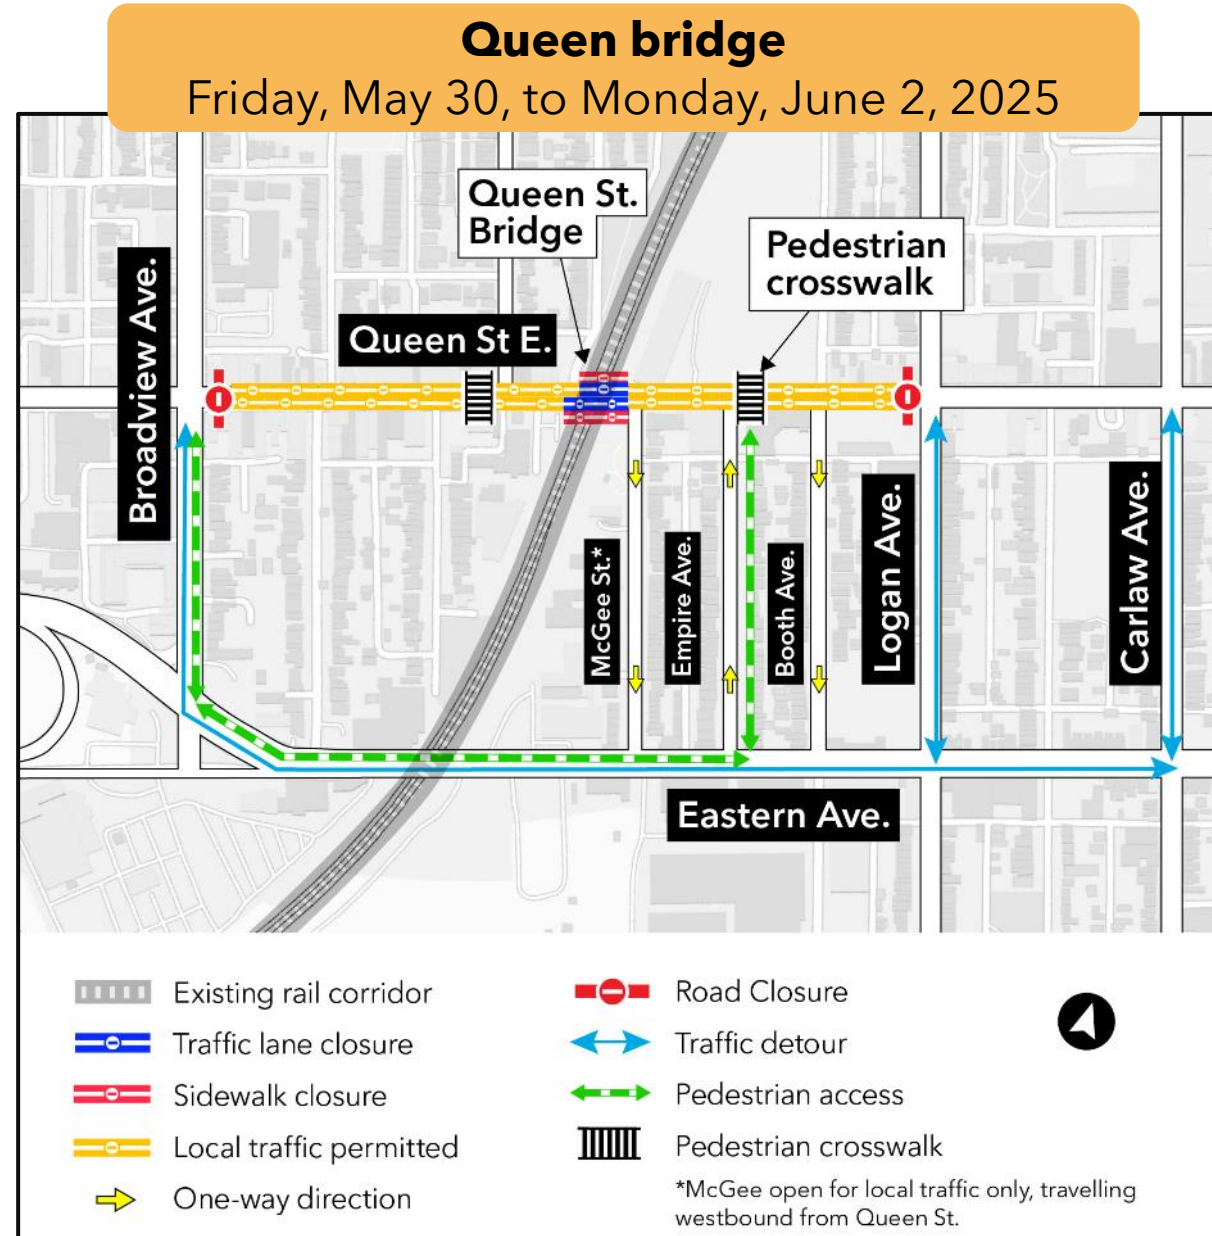 Queen bridge
Friday, May 30, to Monday, June 2, 2025
Queen St.
Bridge
Pedestrian
crosswalk
Broadview Ave.
Queen St E.
McGee St.*
Empire Ave.
Booth Ave.
Logan Ave.
Carlaw Ave.
Eastern Ave.
Existing rail corridor
Traffic lane closure
Sidewalk closure
Local traffic permitted
One-way direction
Road Closure
Traffic detour
Pedestrian access
Pedestrian crosswalk
*McGee open for local traffic only, travelling
westbound from Queen St.